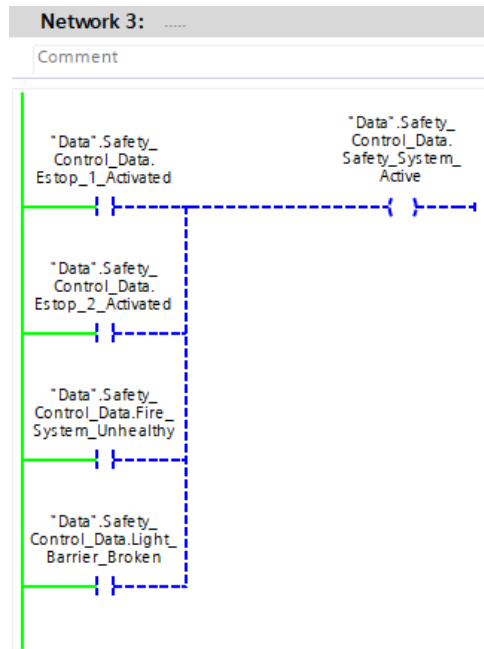 Network 3: .....
Comment
"Data".Safety_
Control_Data.
Estop_1_Activated
"Data".Safety_
Control_Data.
Safety_System_
Active
"Data".Safety_
Control_Data.
Estop_2_Activated
"Data".Safety_
Control_Data.Fire_
System_Unhealthy
"Data".Safety_
Control_Data.Light_
Barrier_Broken